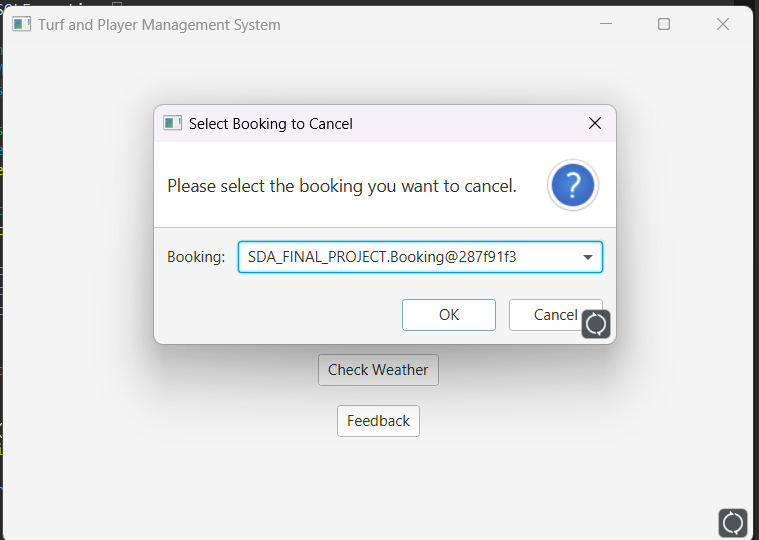 Turf and Player Management System
Select Booking to Cancel
Please select the booking you want to cancel.
?
Booking: SDA_FINAL_PROJECT.Booking@287f91f3
OK Cancel
Check Weather
Feedback